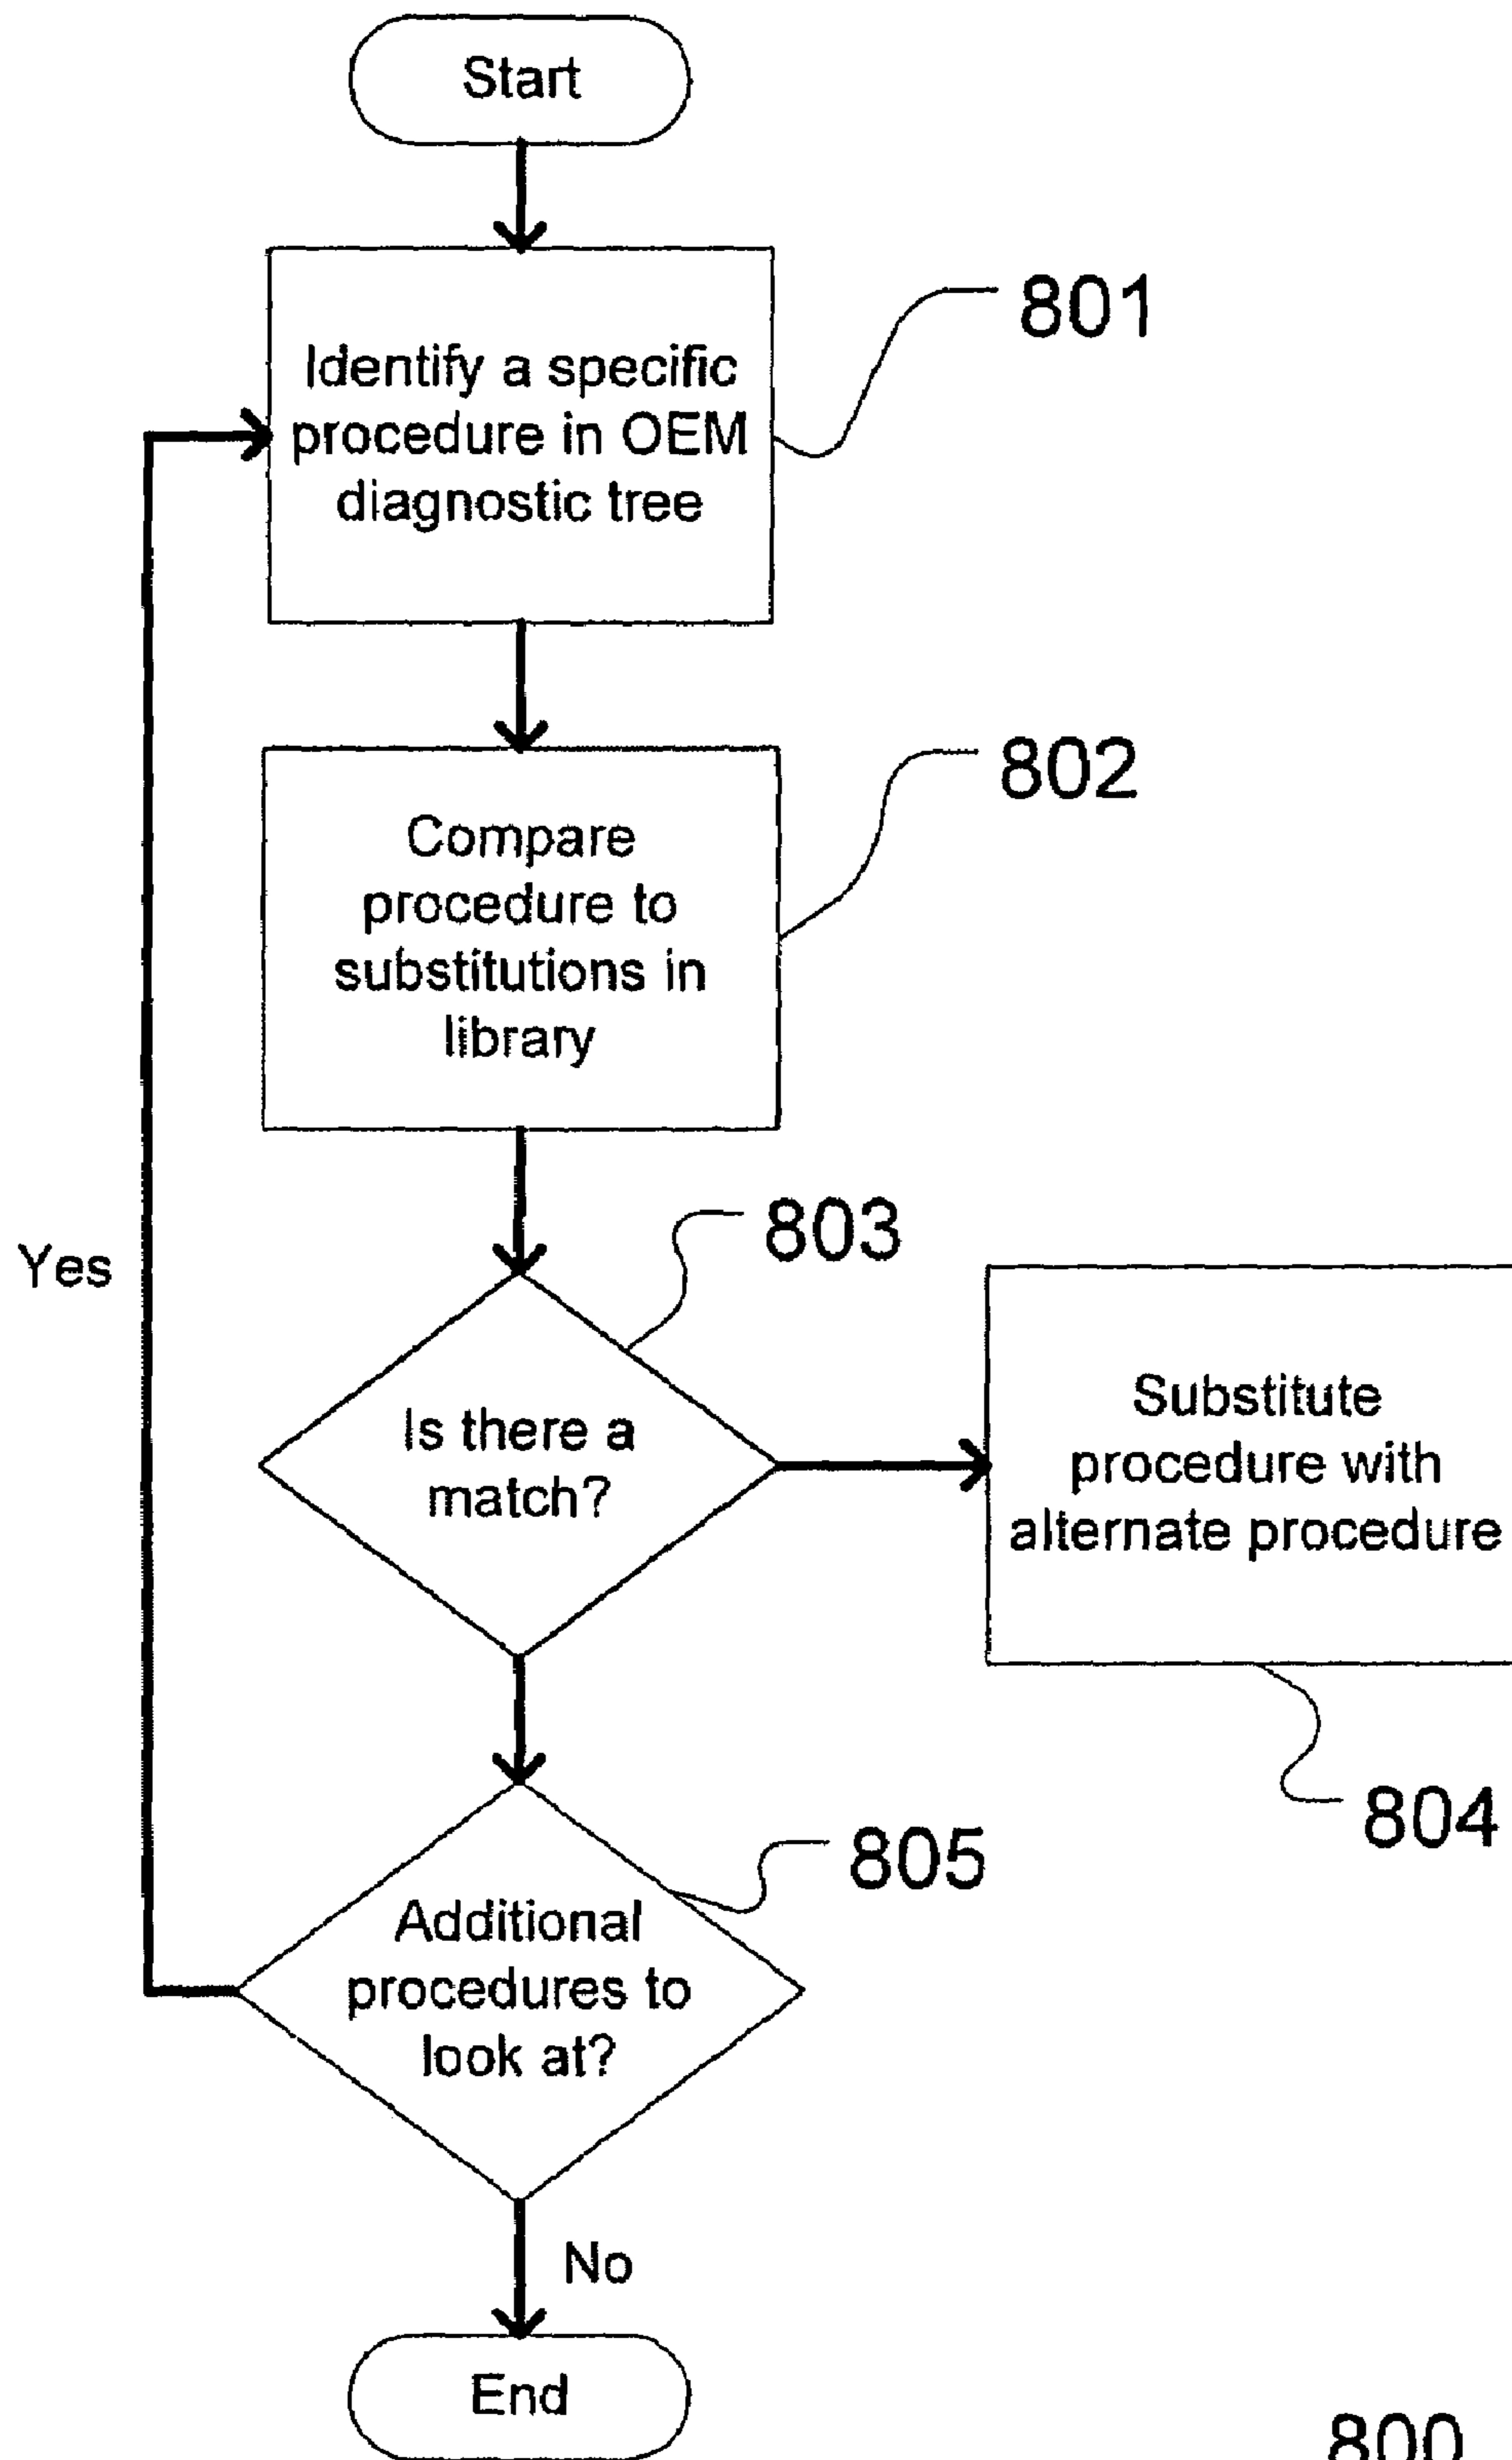 Start
Identify a specific
procedure in OEM
diagnostic tree
801
Compare
procedure to
substitutions in
library
802
Yes
803
Is there a
match?
Substitute
procedure with
alternate procedure
804
805
Additional
procedures to
look at?
No
End
800